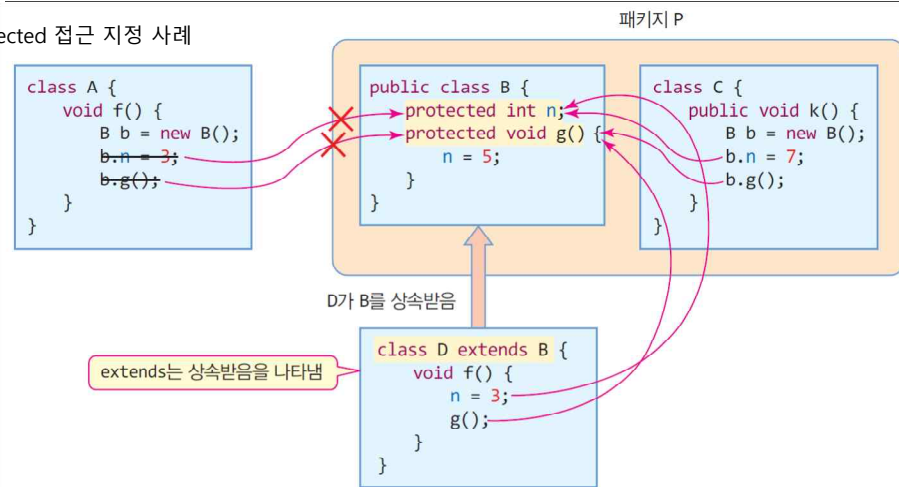 ected 접근 지정 사례
패키지 P
class A {
void f() {
B b = new B();
b.n = 3;
b.g();
}
}
public class B {
protected int n;
protected void g() {
n = 5;
}
}
class C {
public void k() {
B b = new B();
b.n = 7;
b.g();
}
}
D가 B를 상속받음
extends는 상속받음을 나타냄
class D extends B {
void f() {
n = 3;
g();
}
}